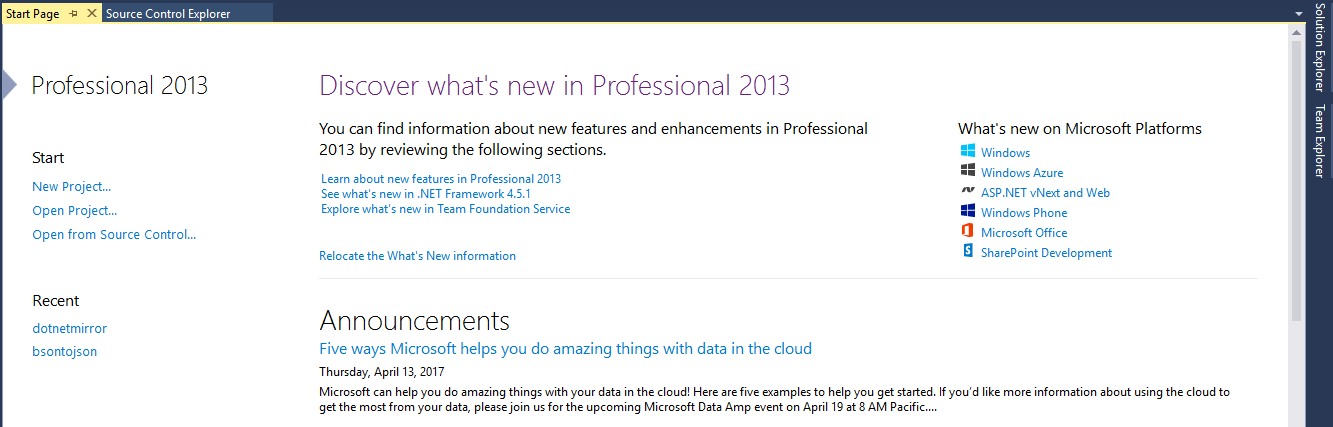 Start Page
Source Control Explorer
Solution Explorer
Team Explorer
Professional 2013
Start
New Project...
Open Project...
Open from Source Control...
Recent
dotnetmirror
bsontojson
Discover what's new in Professional 2013
You can find information about new features and enhancements in Professional
2013 by reviewing the following sections.
Learn about new features in Professional 2013
See what's new in .NET Framework 4.5.1
Explore what's new in Team Foundation Service
Relocate the What's New information
What's new on Microsoft Platforms
Windows
Windows Azure
ASP.NET vNext and Web
Windows Phone
Microsoft Office
SharePoint Development
Announcements
Five ways Microsoft helps you do amazing things with data in the cloud
Thursday, April 13, 2017
Microsoft can help you do amazing things with your data in the cloud! Here are five examples to help you get started. If you’d like more information about using the cloud to
get the most from your data, please join us for the upcoming Microsoft Data Amp event on April 19 at 8 AM Pacific....